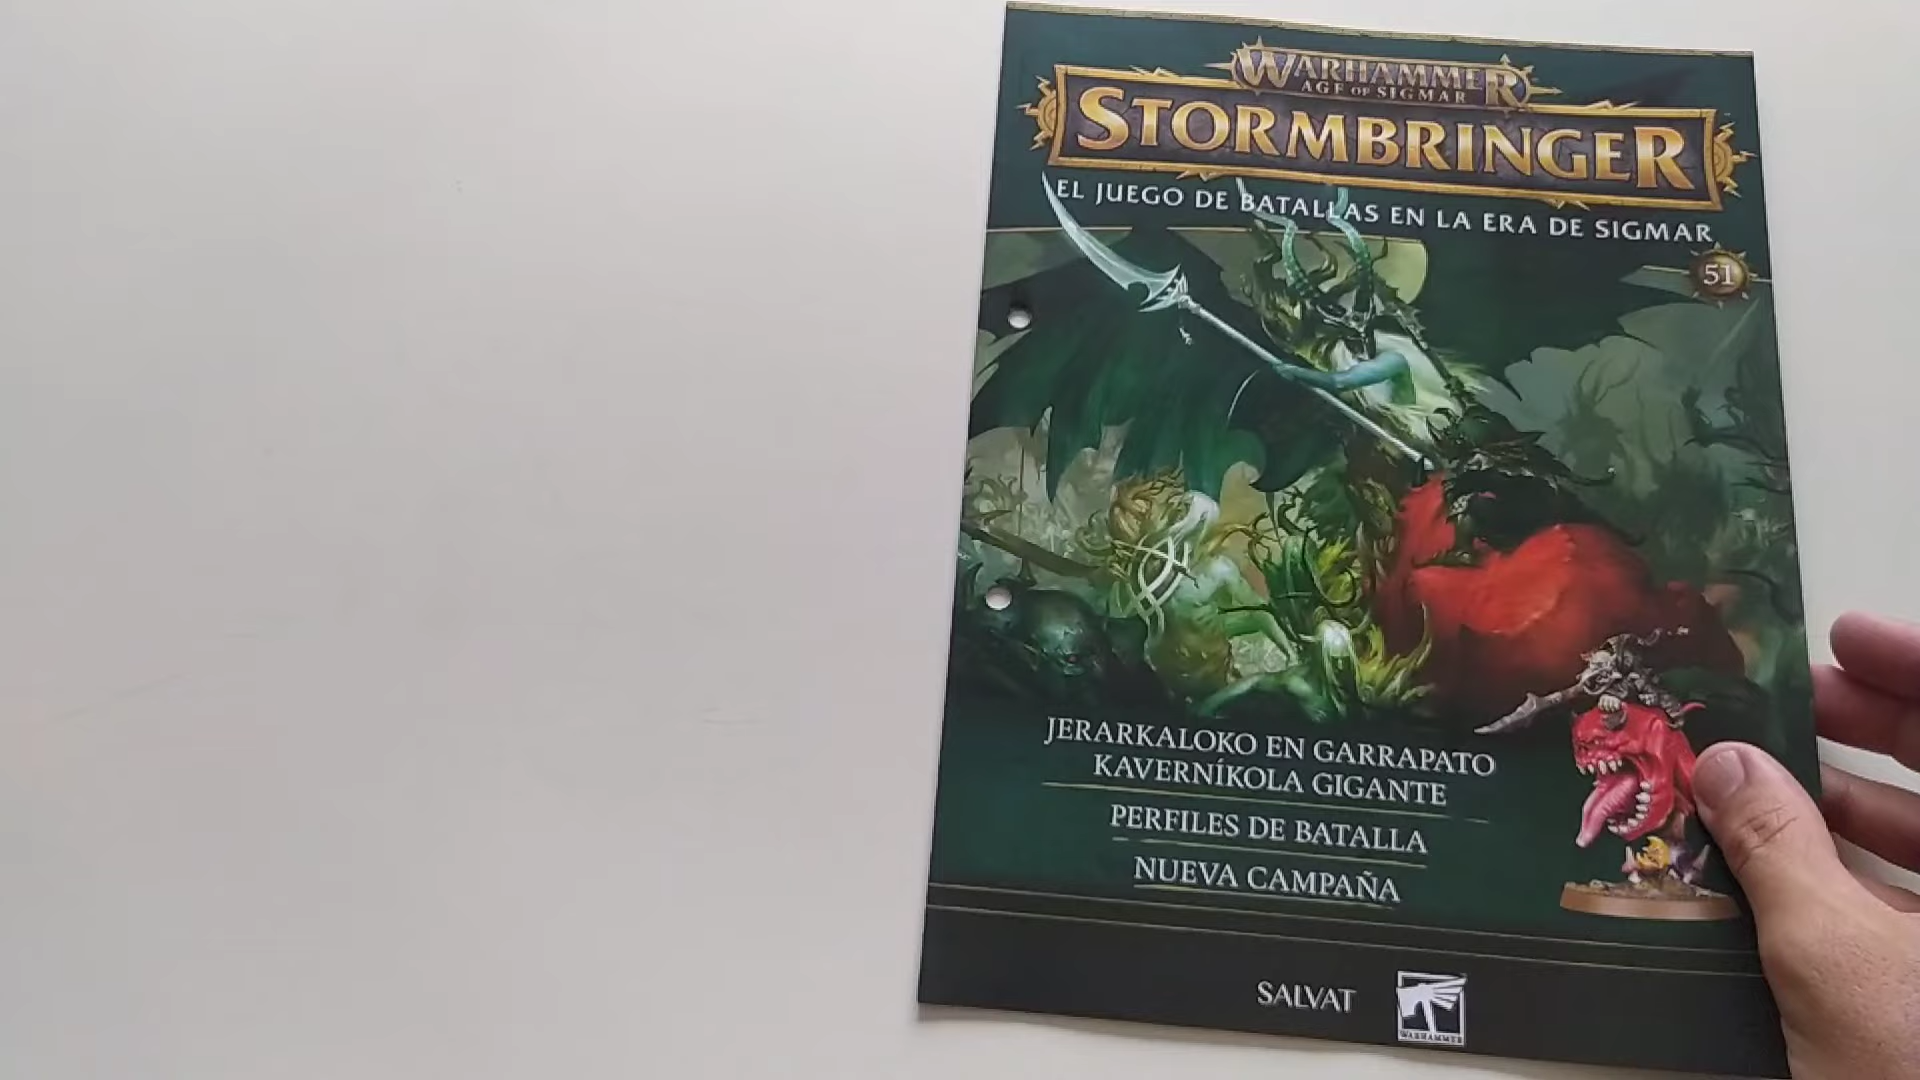 WARHAMMER
AGE OF SIGMAR
STORMBRINGER
EL JUEGO DE BATALLAS EN LA ERA DE SIGMAR
51
JERARKALOKO EN GARRAPATO
KAVERNÍKOLA GIGANTE
PERFILES DE BATALLA
NUEVA CAMPAÑA
SALVAT
WARHAMMER